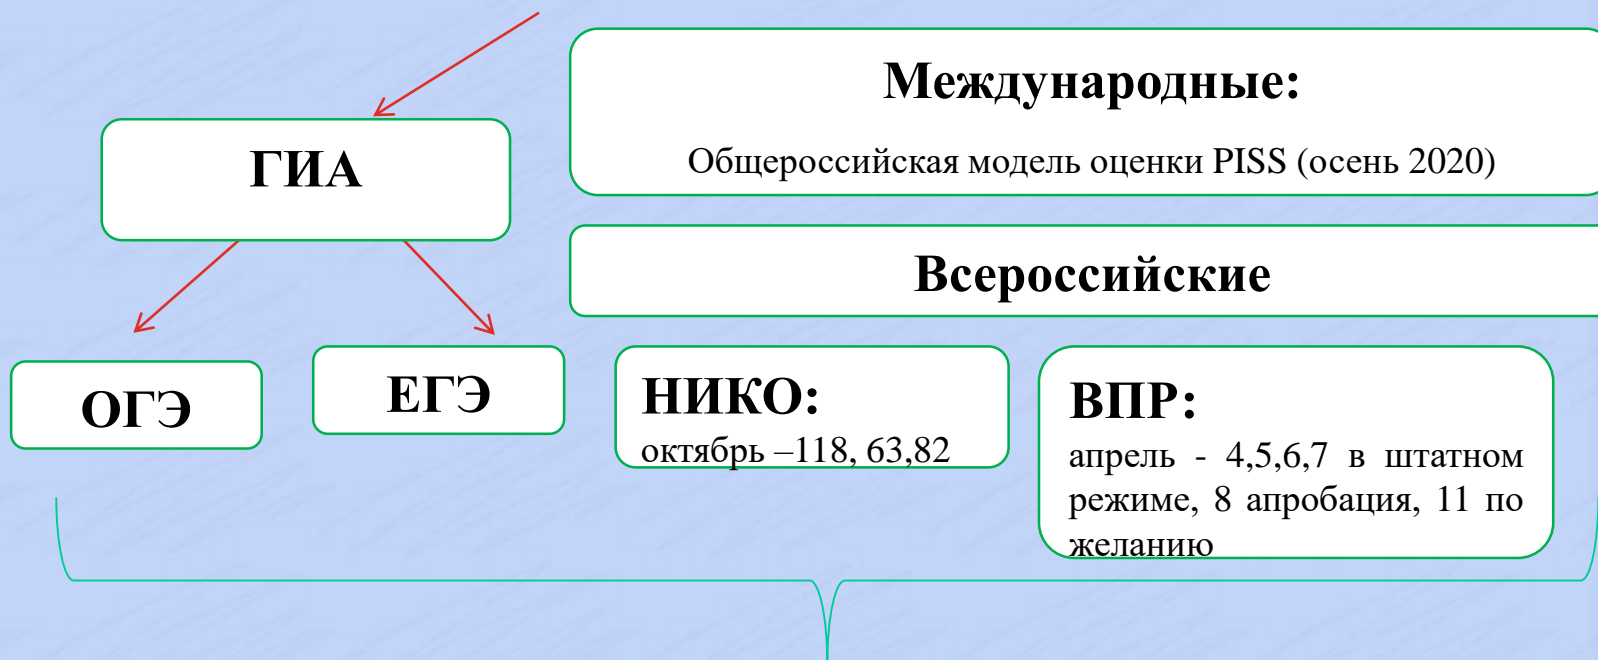 ГИА
ОГЭ
ЕГЭ
Международные:
Общероссийская модель оценки PISS (осень 2020)
Всероссийские
НИКО:
октябрь –118, 63,82
ВПР:
апрель - 4,5,6,7 в штатном
режиме, 8 апробация, 11 по
желанию